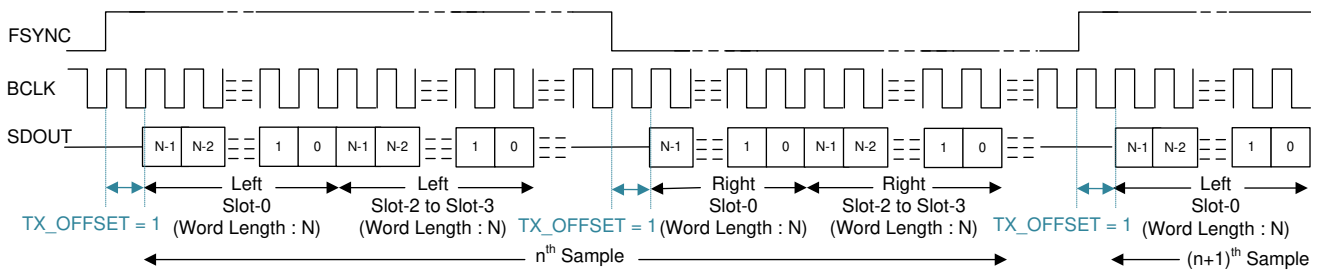 FSYNC
BCLK
SDOUT
N-1 N-2 1 0 N-1 N-2 1 0 N-1 1 0 N-1 N-2 1 0 N-1 N-2 1 0
Left Left Right Right Left
Slot-0 Slot-2 to Slot-3 Slot-0 Slot-2 to Slot-3 Slot-0
TX_OFFSET = 1 (Word Length : N) (Word Length : N) TX_OFFSET = 1 (Word Length : N) (Word Length : N) TX_OFFSET = 1 (Word Length : N)
nth Sample (n+1)th Sample